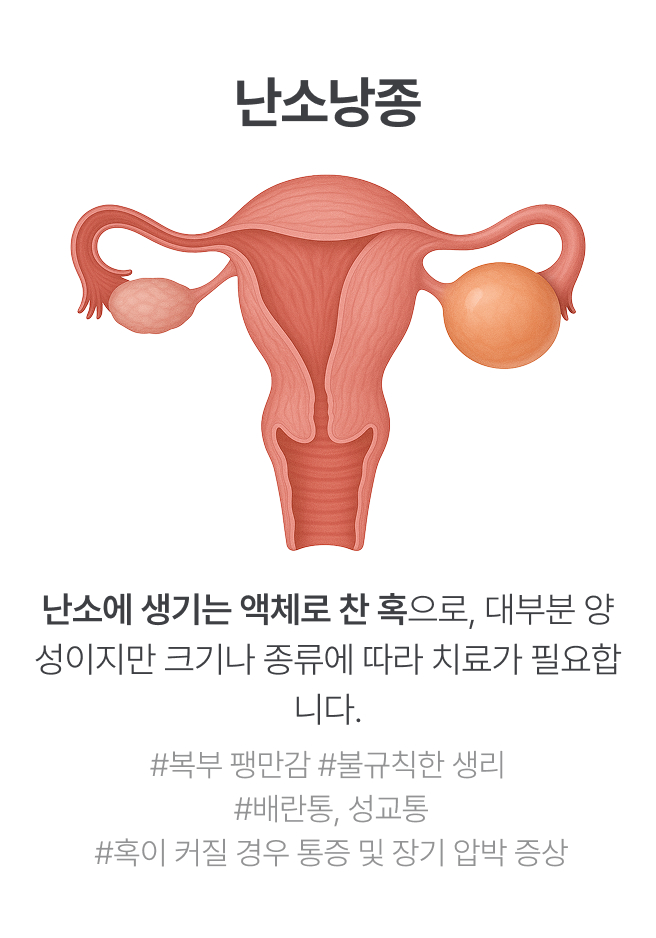 난소낭종
난소에 생기는 액체로 찬 혹으로, 대부분 양
성이지만 크기나 종류에 따라 치료가 필요합
니다.
#복부 팽만감 #불규칙한 생리
#배란통, 성교통
#혹이 커질 경우 통증 및 장기 압박 증상